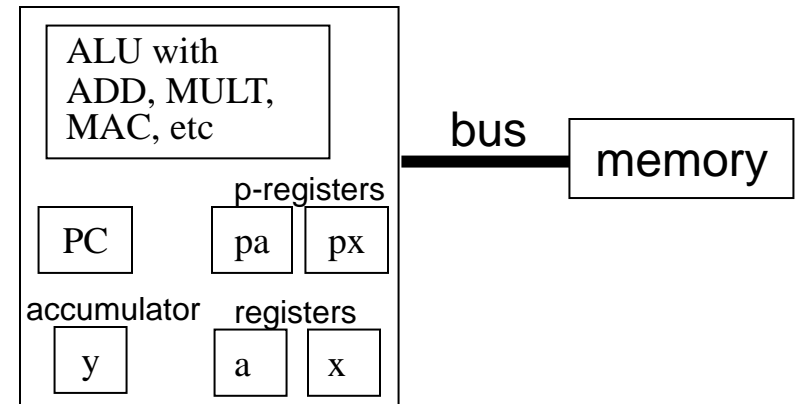 ALU with
ADD, MULT,
MAC, etc
bus
memory
p-registers
PC
pa
px
accumulator
registers
y
a
x